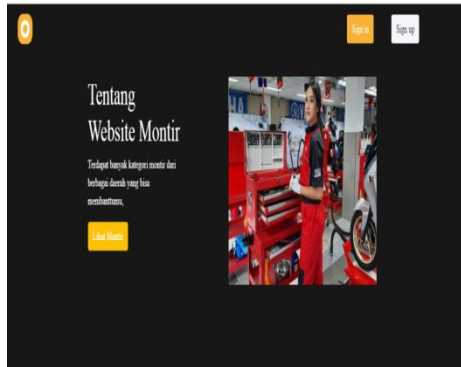 Sign in
Sign up
Tentang
Website Montir
Terdapat banyak kategori montir dari
berbagai daerah yang bisa
membanttumu,
Lihat Montir